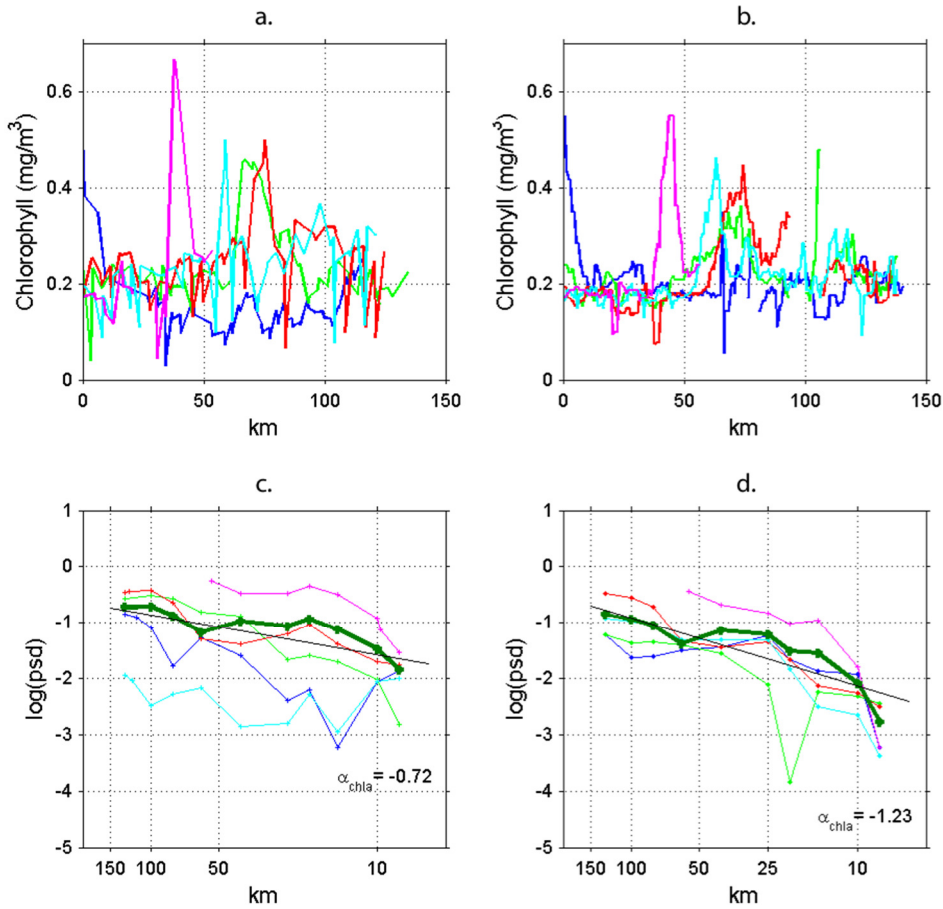 a.
b.
Chlorophyll (mg/m³)
0.6
0.4
0.2
0
0
50
100
150
km
Chlorophyll (mg/m³)
0.6
0.4
0.2
0
0
50
100
150
km
c.
d.
log(psd)
1
0
-1
-2
-3
-4
-5
αchla = -0.72
150
100
50
10
km
log(psd)
1
0
-1
-2
-3
-4
-5
αchla = -1.23
150
100
50
25
10
km